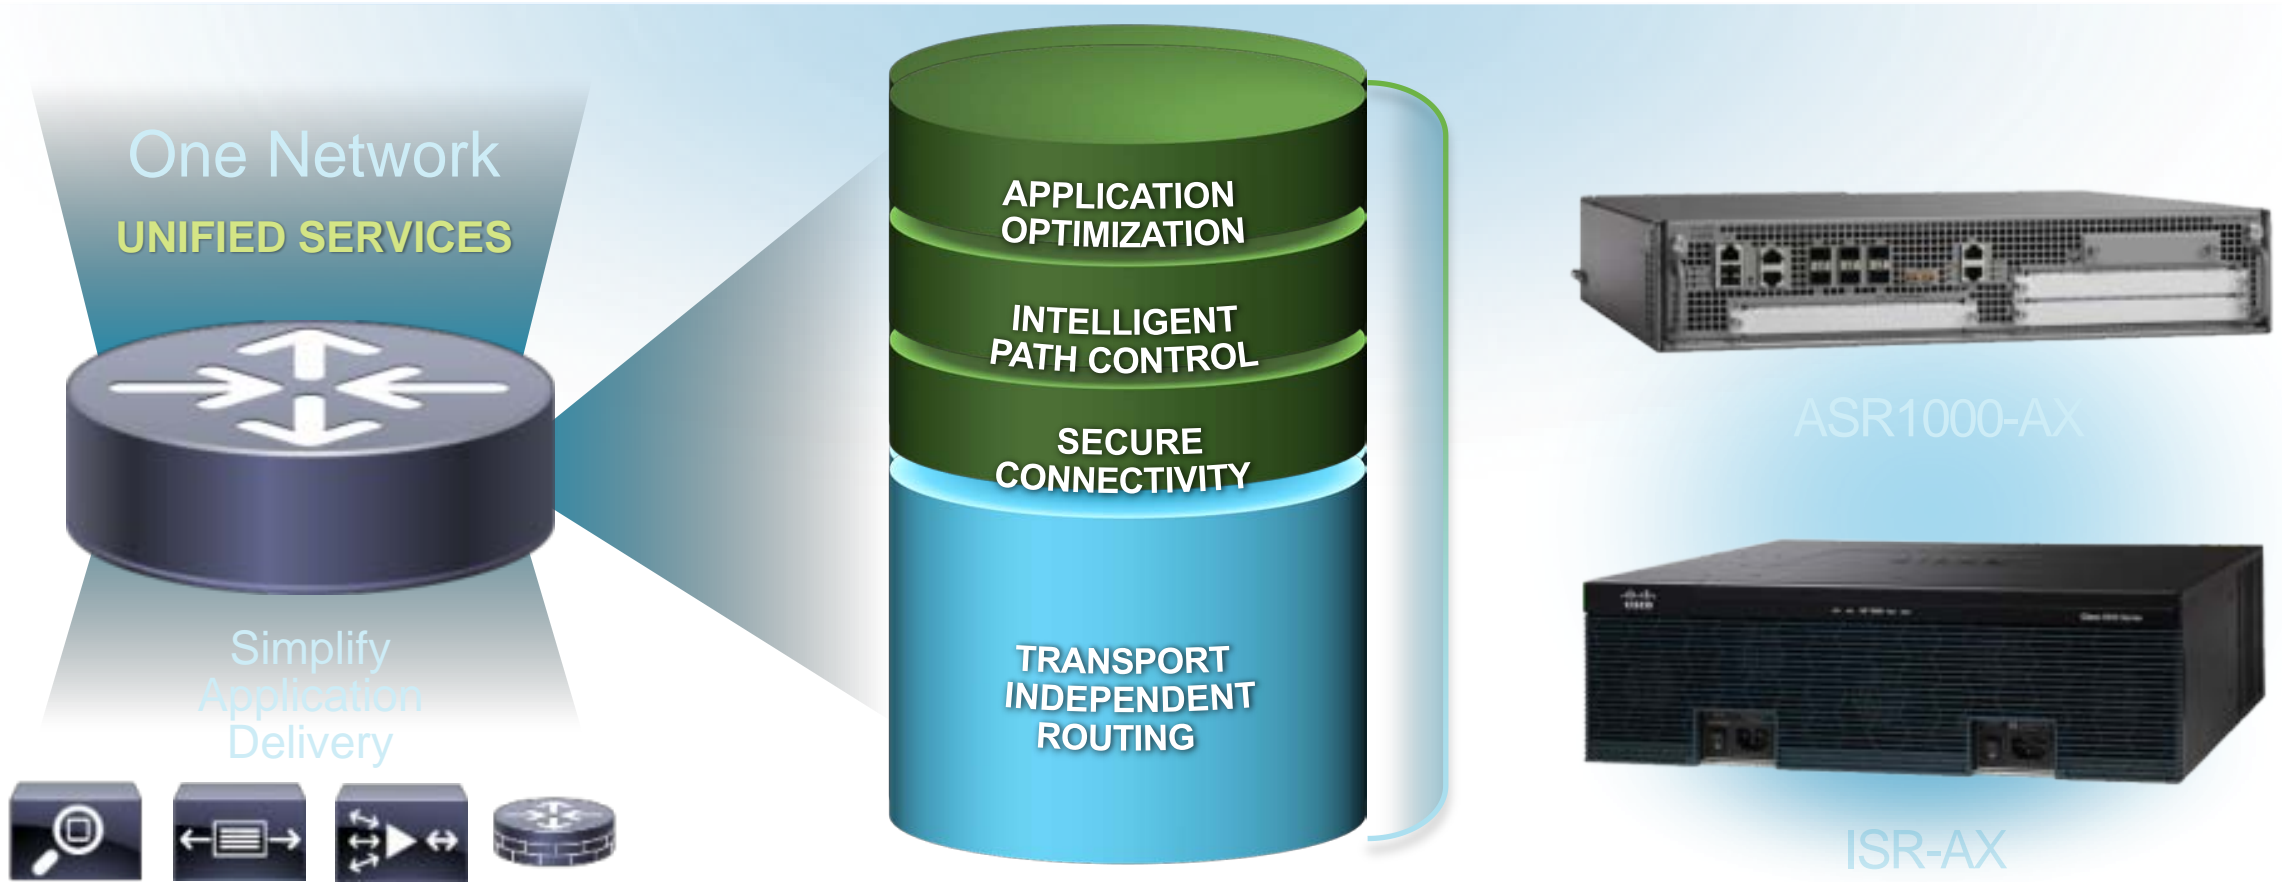 One Network
UNIFIED SERVICES
Simplify
Application
Delivery
APPLICATION
OPTIMIZATION
INTELLIGENT
PATH CONTROL
SECURE
CONNECTIVITY
TRANSPORT
INDEPENDENT
ROUTING
ASR1000-AX
CISCO
ISR-AX